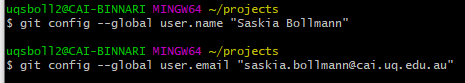 uqsboll2@CAI-BINNARI MINGW64 ~/projects
$ git config --global user.name "Saskia Bollmann"
uqsboll2@CAI-BINNARI MINGW64 ~/projects
$ git config --global user.email "saskia.bollmann@cai.uq.edu.au"